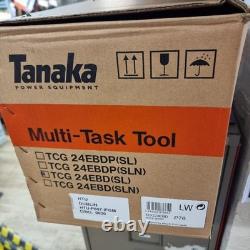 Tanaka
POWER EQUIPMENT
Multi-Task Tool
TCG 24EBDP(SL)
TCG 24EBDP(SLN)
TCG 24EBD(SL)
TCG 24EBD(SLN)
LW
P76